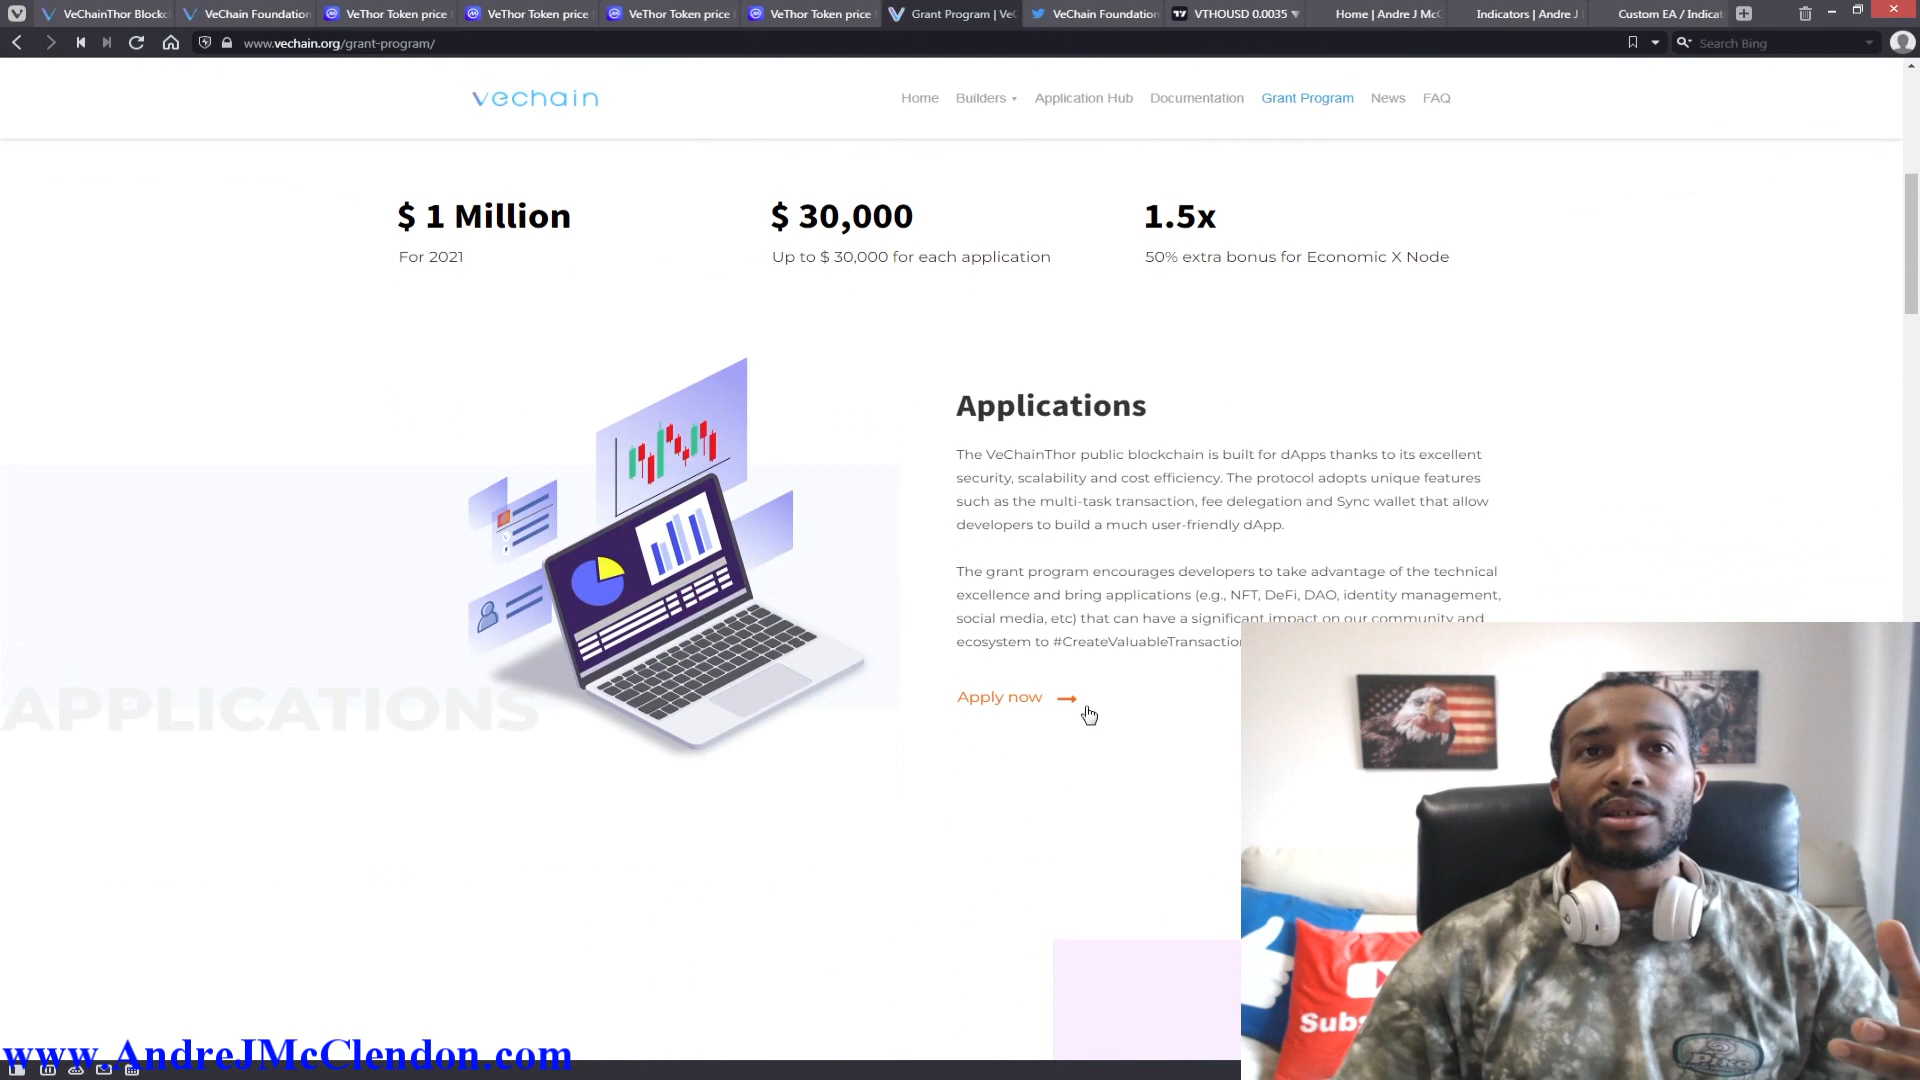 VeChainThor Blockc
VeChain Foundation
VeThor Token price
VeThor Token price
VeThor Token price
VeThor Token price
Grant Program | VeC
VeChain Foundation
VTHOUSD 0.0035 ▼
Home | Andre J McC
Indicators | Andre J
Custom EA / Indicat
www.vechain.org/grant-program/
Search Bing
vechain
Home
Builders
Application Hub
Documentation
Grant Program
News
FAQ
$ 1 Million
$ 30,000
1.5x
For 2021
Up to $ 30,000 for each application
50% extra bonus for Economic X Node
Applications
The VeChainThor public blockchain is built for dApps thanks to its excellent
security, scalability and cost efficiency. The protocol adopts unique features
such as the multi-task transaction, fee delegation and Sync wallet that allow
developers to build a much user-friendly dApp.
The grant program encourages developers to take advantage of the technical
excellence and bring applications (e.g., NFT, DeFi, DAO, identity management,
social media, etc) that can have a significant impact on our community and
ecosystem to #CreateValuableTransactio
Apply now
APPLICATIONS
Subs
www.AndreJMcClendon.com